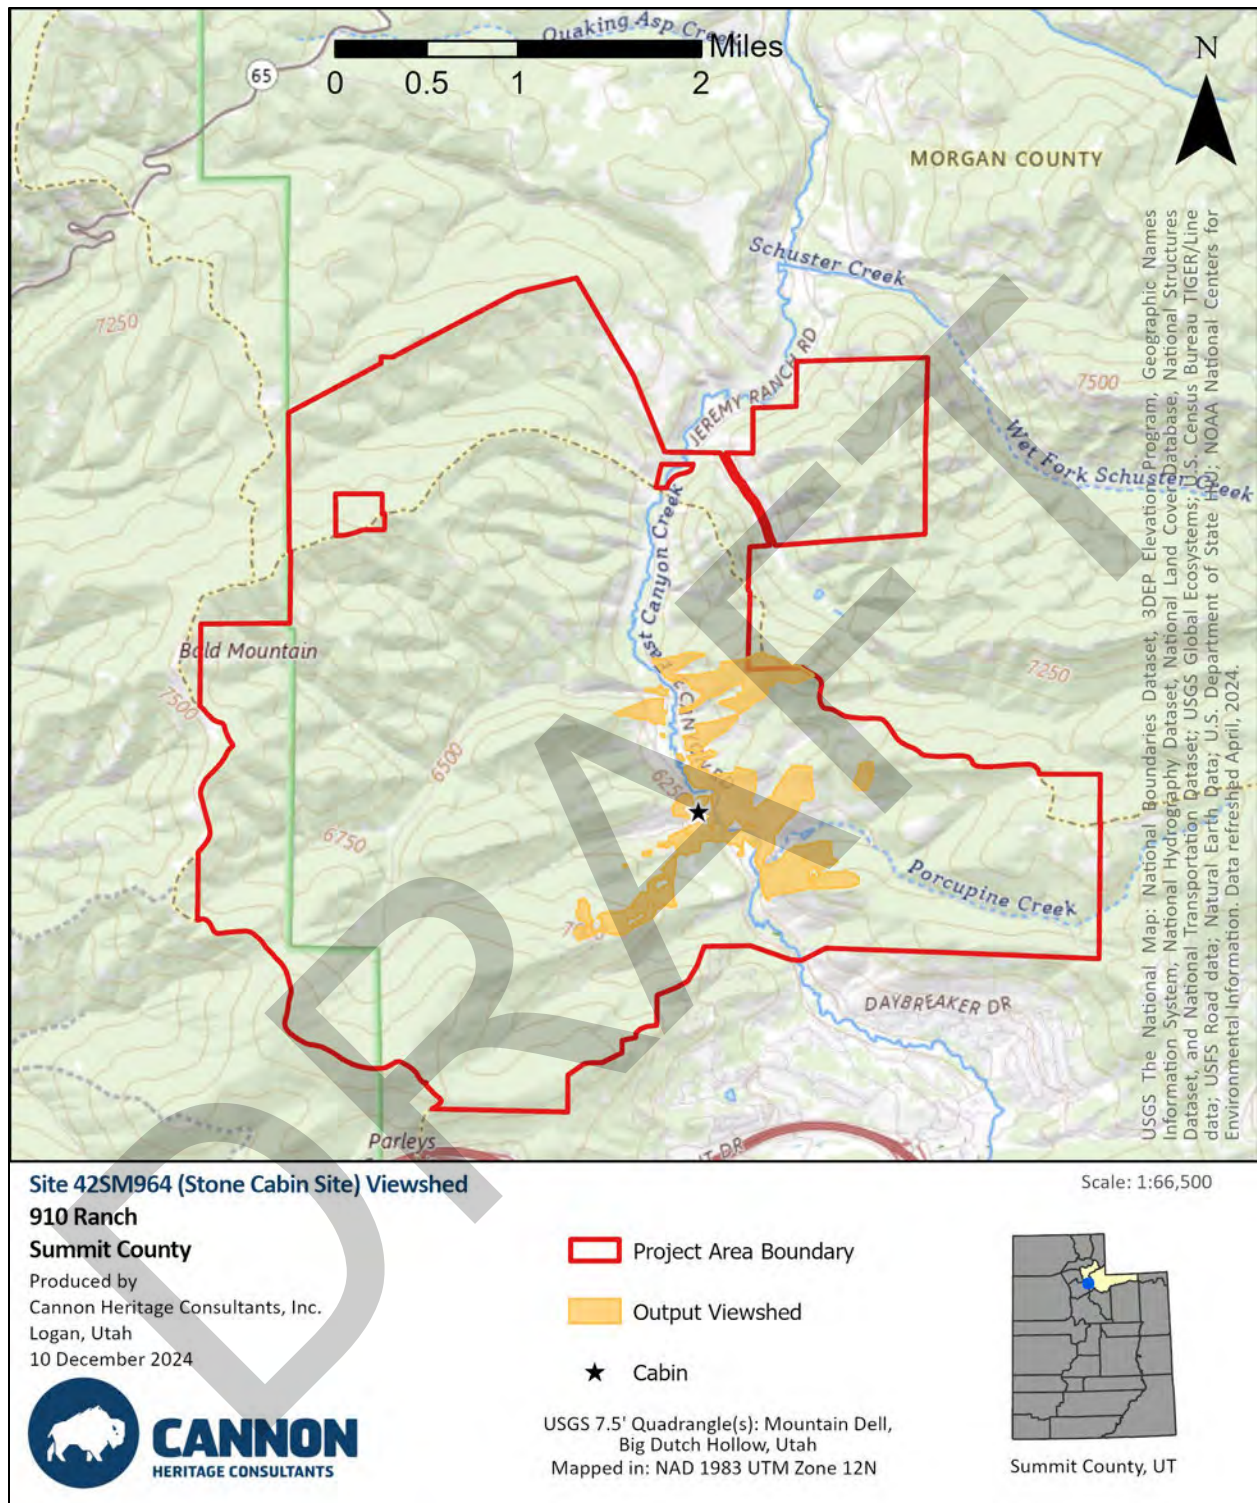 Quaking Asp Creek
Miles
0 0.5 1 2
N
65
MORGAN COUNTY
Schuster Creek
7250
JEREMY RANCH RD
7500
Wet Fork Schuster Creek
ast Canyon Creek
Bald Mountain
7500
7250
6500
6250
6750
Porcupine Creek
DAYBREAKER DR
Parleys
DR
USGS The National Map: National Boundaries Dataset, 3DEP Elevation Program, Geographic Names
Information System, National Hydrography Dataset, National Land Cover Database, National Structures
Dataset, and National Transportation Dataset; USGS Global Ecosystems; U.S. Census Bureau TIGER/Line
data; USFS Road data; Natural Earth Data; U.S. Department of State HIU; NOAA National Centers for
Environmental Information. Data refreshed April, 2024.
DRAFT
Site 42SM964 (Stone Cabin Site) Viewshed
910 Ranch
Summit County
Produced by
Cannon Heritage Consultants, Inc.
Logan, Utah
10 December 2024
CANNON
HERITAGE CONSULTANTS
Project Area Boundary
Output Viewshed
Cabin
USGS 7.5' Quadrangle(s): Mountain Dell,
Big Dutch Hollow, Utah
Mapped in: NAD 1983 UTM Zone 12N
Scale: 1:66,500
Summit County, UT